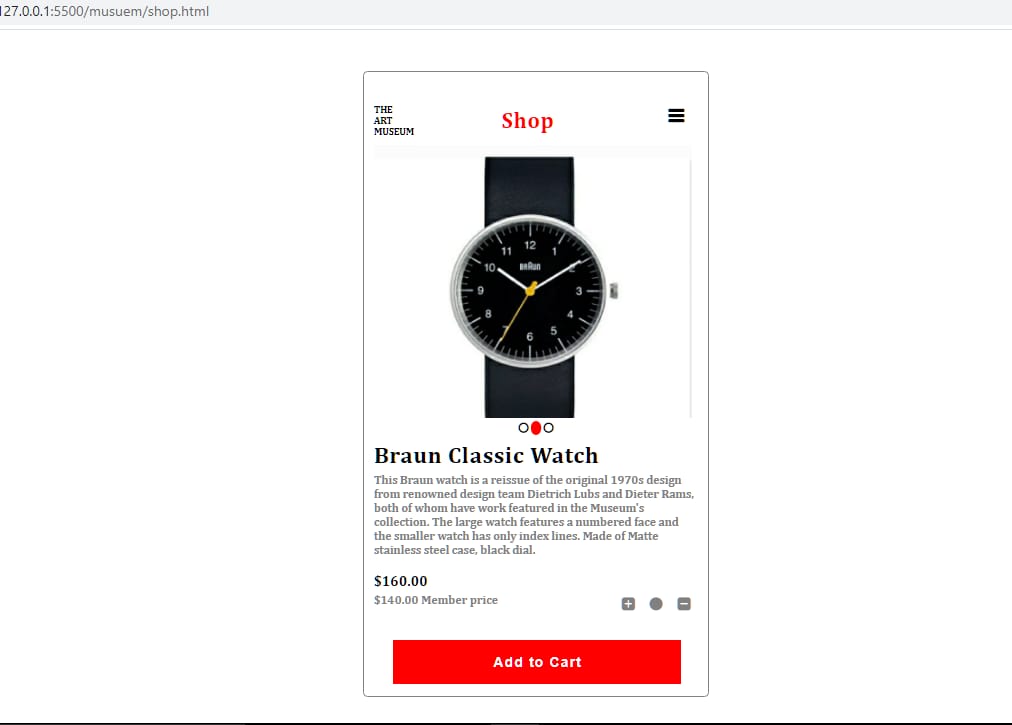 127.0.0.1:5500/musuem/shop.html
THE
ART
MUSEUM
Shop
12
11
1
BRAUN
10
2
9
3
8
4
7
5
6
Braun Classic Watch
This Braun watch is a reissue of the original 1970s design
from renowned design team Dietrich Lubs and Dieter Rams,
both of whom have work featured in the Museum's
collection. The large watch features a numbered face and
the smaller watch has only index lines. Made of Matte
stainless steel case, black dial.
$160.00
$140.00 Member price
Add to Cart